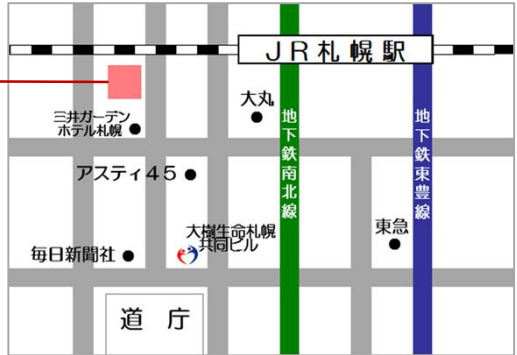 JR札幌駅
大丸
三井ガーデン
ホテル札幌
地下鉄南北線
地下鉄東豊線
アスティ45
大樹生命札幌
共同ビル
東急
毎日新聞社
道庁